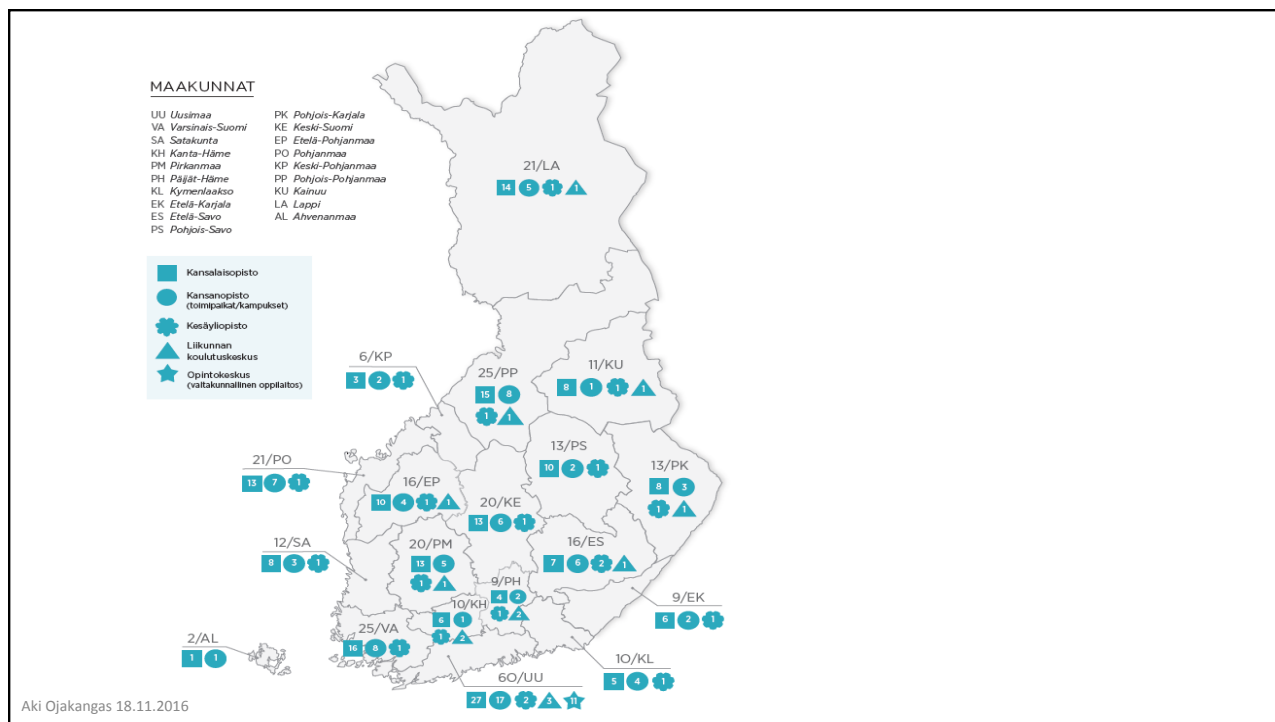 MAAKUNNAT
UU Uusimaa
VA Varsinais-Suomi
SA Satakunta
KH Kanta-Häme
PM Pirkanmaa
PH Päijät-Häme
KL Kymenlaakso
EK Etelä-Karjala
ES Etelä-Savo
PS Pohjois-Savo
PK Pohjois-Karjala
KE Keski-Suomi
EP Etelä-Pohjanmaa
PO Pohjanmaa
KP Keski-Pohjanmaa
PP Pohjois-Pohjanmaa
KU Kainuu
LA Lappi
AL Ahvenanmaa
Kansalaisopisto
Kansanopisto
(toimipaikat/kampukset)
Kesäyliopisto
Liikunnan
koulutuskeskus
Opintokeskus
(valtakunnallinen oppilaitos)
21/LA
14 5 1 1
6/KP
3 2 1
25/PP
15 8
1 1
11/KU
8 1 1 1
21/PO
13 7 1
16/EP
10 4 1 1
13/PS
10 2 1
13/PK
8 3
1 1
20/KE
13 6 1
12/SA
8 3 1
20/PM
13 5
1 1
16/ES
7 6 2 1
9/PH
4 2
1 2
10/KH
6 1
1 2
9/EK
6 2 1
25/VA
16 8 1
2/AL
1 1
10/KL
5 4 1
60/UU
27 17 2 3 11
Aki Ojakangas 18.11.2016